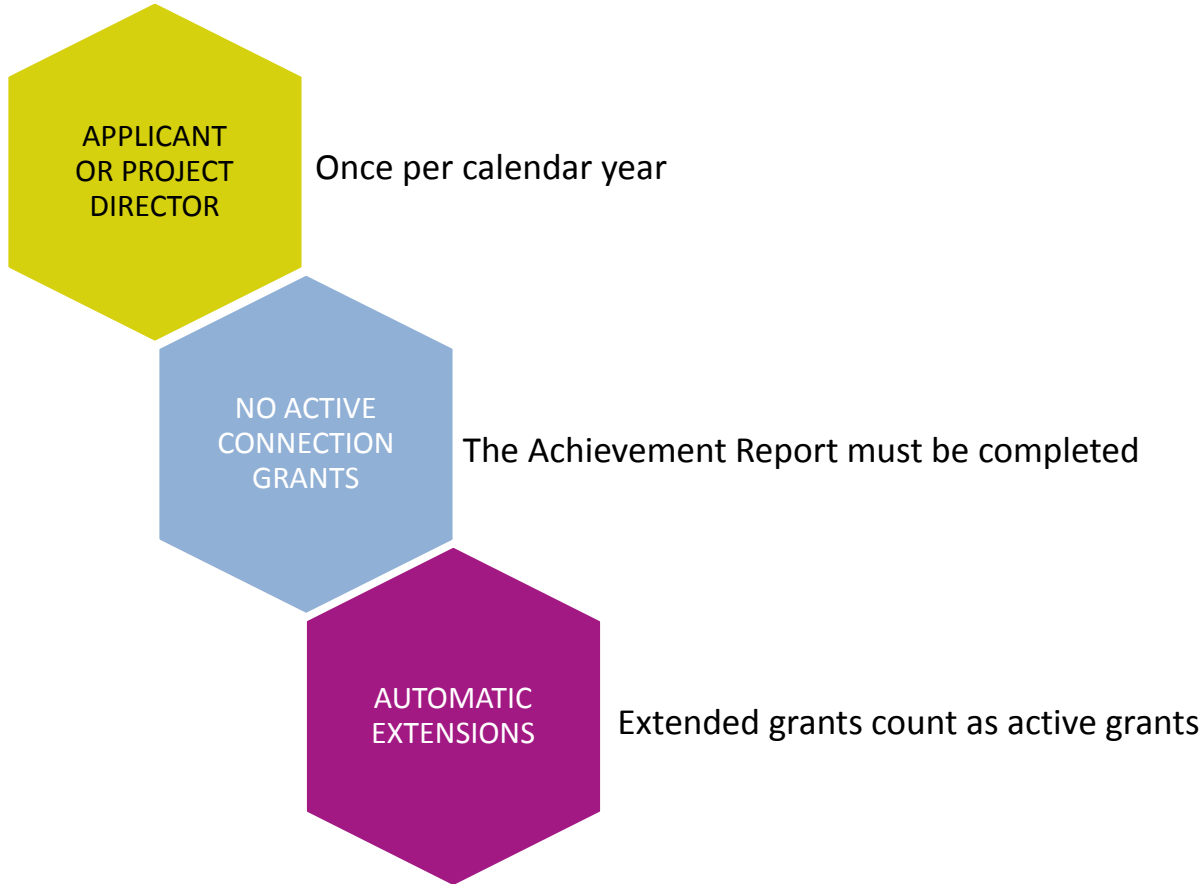 APPLICANT
OR PROJECT
DIRECTOR
Once per calendar year
NO ACTIVE
CONNECTION
GRANTS
The Achievement Report must be completed
AUTOMATIC
EXTENSIONS
Extended grants count as active grants